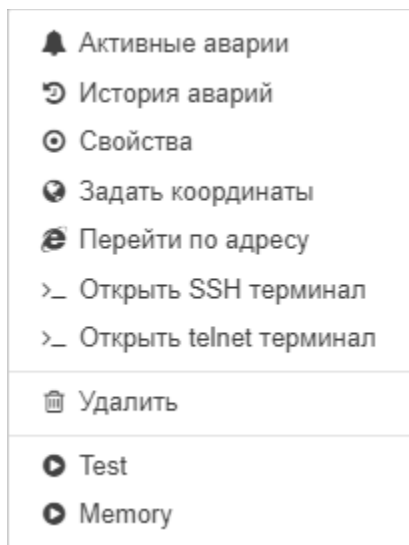 Активные аварии
История аварий
Свойства
Задать координаты
Перейти по адресу
>_ Открыть SSH терминал
>_ Открыть telnet терминал
Удалить
Test
Memory